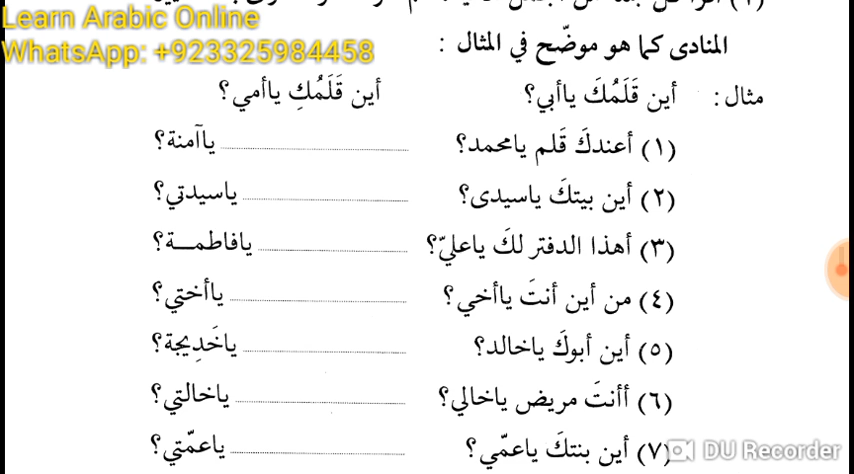 Learn Arabic Online
WhatsApp: +923325984458
المنادى كما هو موضّح في المثال :
مثال : أين قَلَمُكَ ياأبي؟ أين قَلَمُكِ ياأمي؟
(١) أعندكَ قَلم يامحمد؟ ياآمنة؟
(٢) أين بيتكَ ياسيدى؟ ياسيدتي؟
(٣) أهذا الدفتر لكَ ياعليّ؟ يافاطمـــة؟
(٤) من أين أنتَ ياأخي؟ ياأختي؟
(٥) أين أبوكَ ياخالد؟ ياخَدِيجة؟
(٦) أأنتَ مريض ياخالي؟ ياخالتي؟
(٧) أين بنتكَ ياعمّي؟ ياعمّتي؟
DU Recorder